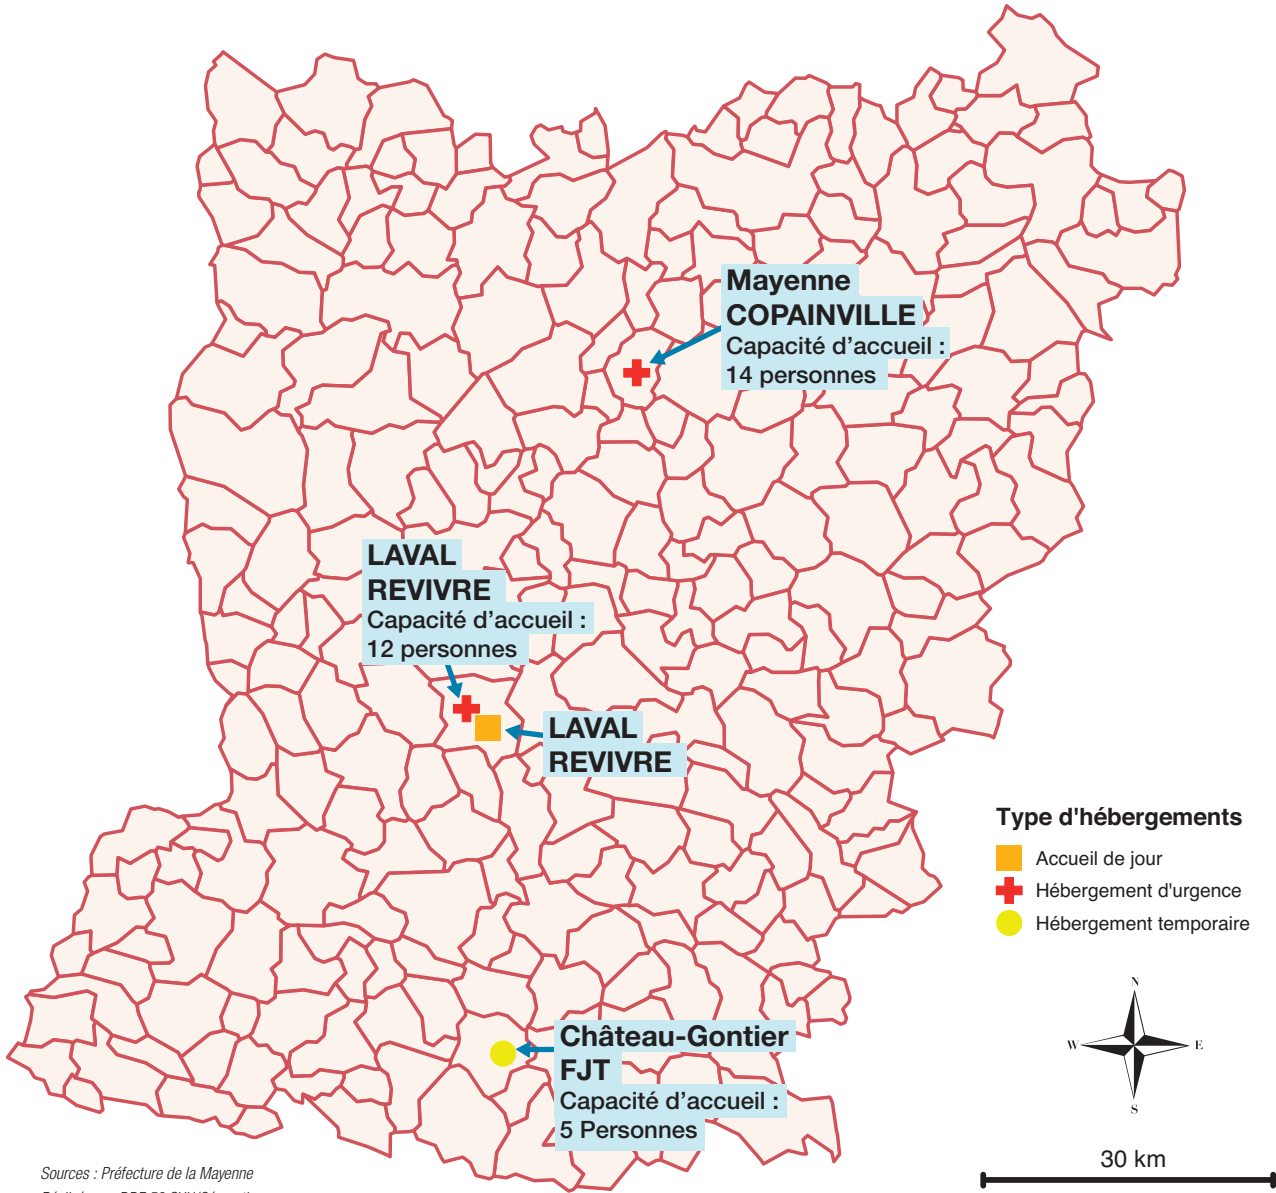 Mayenne
COPAINVILLE
Capacité d'accueil :
14 personnes
LAVAL
REVIVRE
Capacité d'accueil :
12 personnes
LAVAL
REVIVRE
Type d'hébergements
Accueil de jour
Hébergement d'urgence
Hébergement temporaire
N
W
E
S
Château-Gontier
FJT
Capacité d'accueil :
5 Personnes
30 km
Sources : Préfecture de la Mayenne